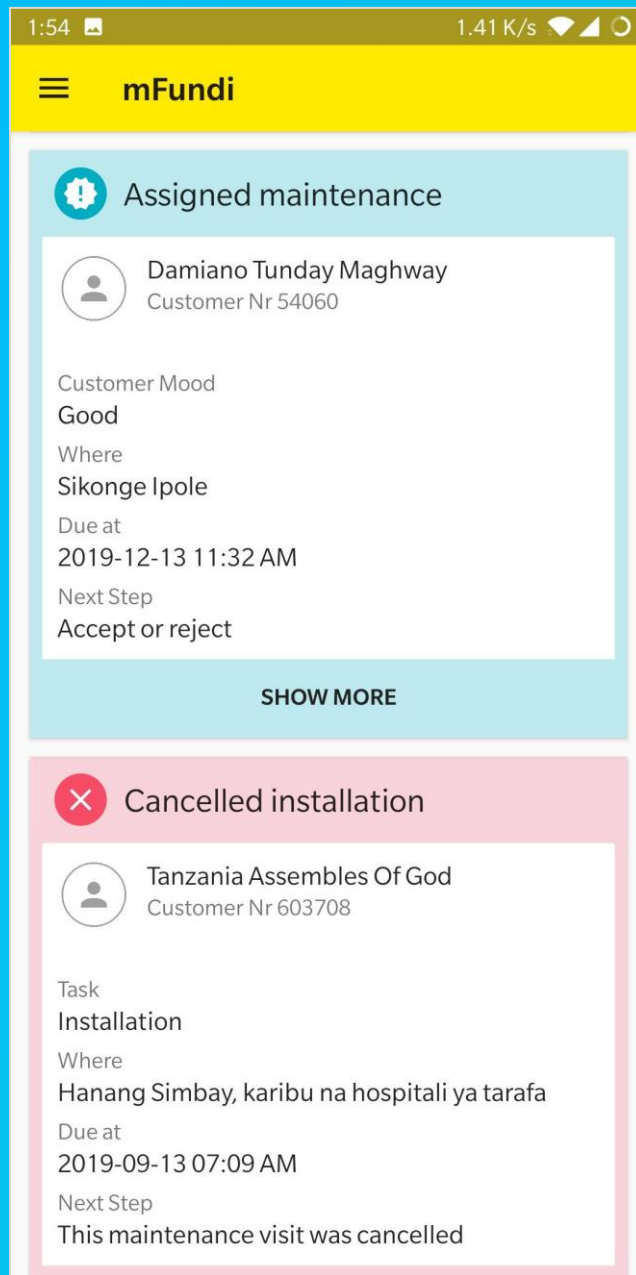 1:54 1.41 K/s
mFundi
Assigned maintenance
Damiano Tunday Maghway
Customer Nr 54060
Customer Mood
Good
Where
Sikonge Ipole
Due at
2019-12-13 11:32 AM
Next Step
Accept or reject
SHOW MORE
Cancelled installation
Tanzania Assembles Of God
Customer Nr 603708
Task
Installation
Where
Hanang Simbay, karibu na hospitali ya tarafa
Due at
2019-09-13 07:09 AM
Next Step
This maintenance visit was cancelled